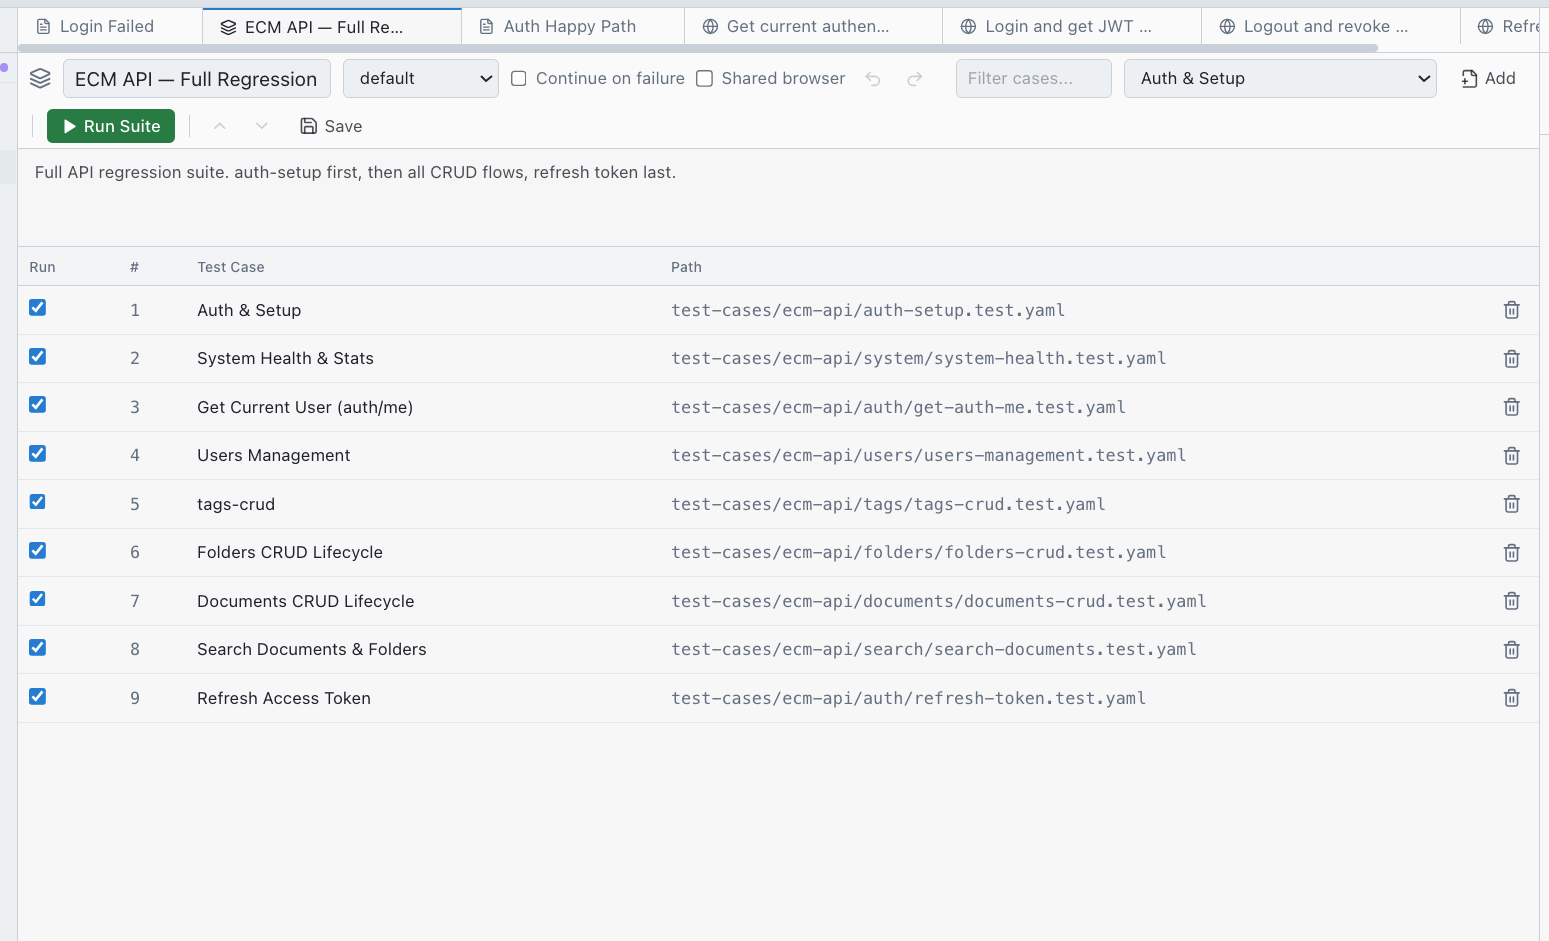 Login Failed
ECM API — Full Re...
Auth Happy Path
Get current authen...
Login and get JWT ...
Logout and revoke ...
Refre
ECM API — Full Regression
default
Continue on failure
Shared browser
Filter cases...
Auth & Setup
Add
Run Suite
Save
Full API regression suite. auth-setup first, then all CRUD flows, refresh token last.
Run # Test Case Path
1 Auth & Setup test-cases/ecm-api/auth-setup.test.yaml
2 System Health & Stats test-cases/ecm-api/system/system-health.test.yaml
3 Get Current User (auth/me) test-cases/ecm-api/auth/get-auth-me.test.yaml
4 Users Management test-cases/ecm-api/users/users-management.test.yaml
5 tags-crud test-cases/ecm-api/tags/tags-crud.test.yaml
6 Folders CRUD Lifecycle test-cases/ecm-api/folders/folders-crud.test.yaml
7 Documents CRUD Lifecycle test-cases/ecm-api/documents/documents-crud.test.yaml
8 Search Documents & Folders test-cases/ecm-api/search/search-documents.test.yaml
9 Refresh Access Token test-cases/ecm-api/auth/refresh-token.test.yaml